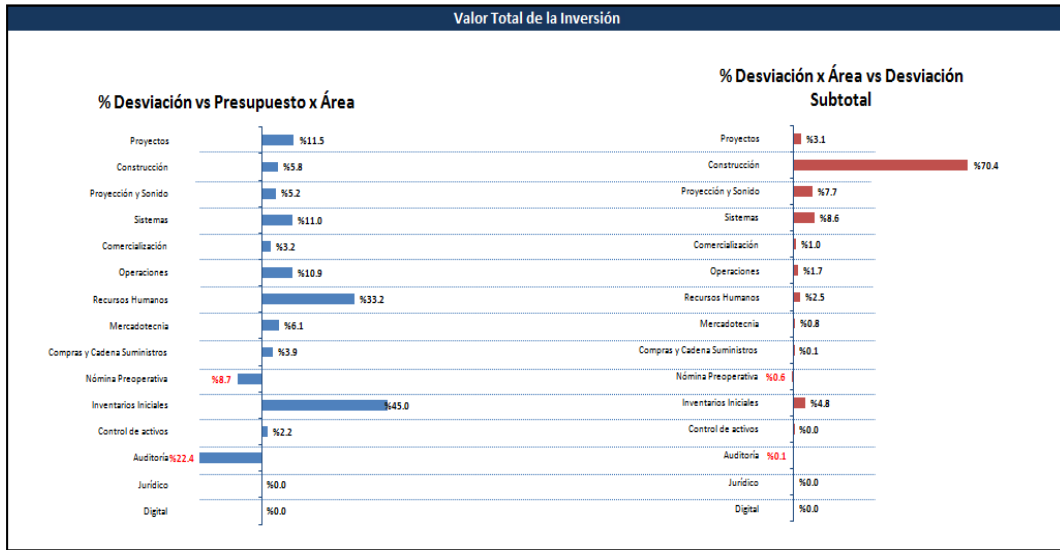 Valor Total de la Inversión
% Desviación vs Presupuesto x Área
Proyectos %11.5
Construcción %5.8
Proyección y Sonido %5.2
Sistemas %11.0
Comercialización %3.2
Operaciones %10.9
Recursos Humanos %33.2
Mercadotecnia %6.1
Compras y Cadena Suministros %3.9
Nómina Preoperativa %8.7
Inventarios Iniciales %45.0
Control de activos %2.2
Auditoría %22.4
Jurídico %0.0
Digital %0.0
% Desviación x Área vs Desviación
Subtotal
Proyectos %3.1
Construcción %70.4
Proyección y Sonido %7.7
Sistemas %8.6
Comercialización %1.0
Operaciones %1.7
Recursos Humanos %2.5
Mercadotecnia %0.8
Compras y Cadena Suministros %0.1
Nómina Preoperativa %0.6
Inventarios Iniciales %4.8
Control de activos %0.0
Auditoría %0.1
Jurídico %0.0
Digital %0.0